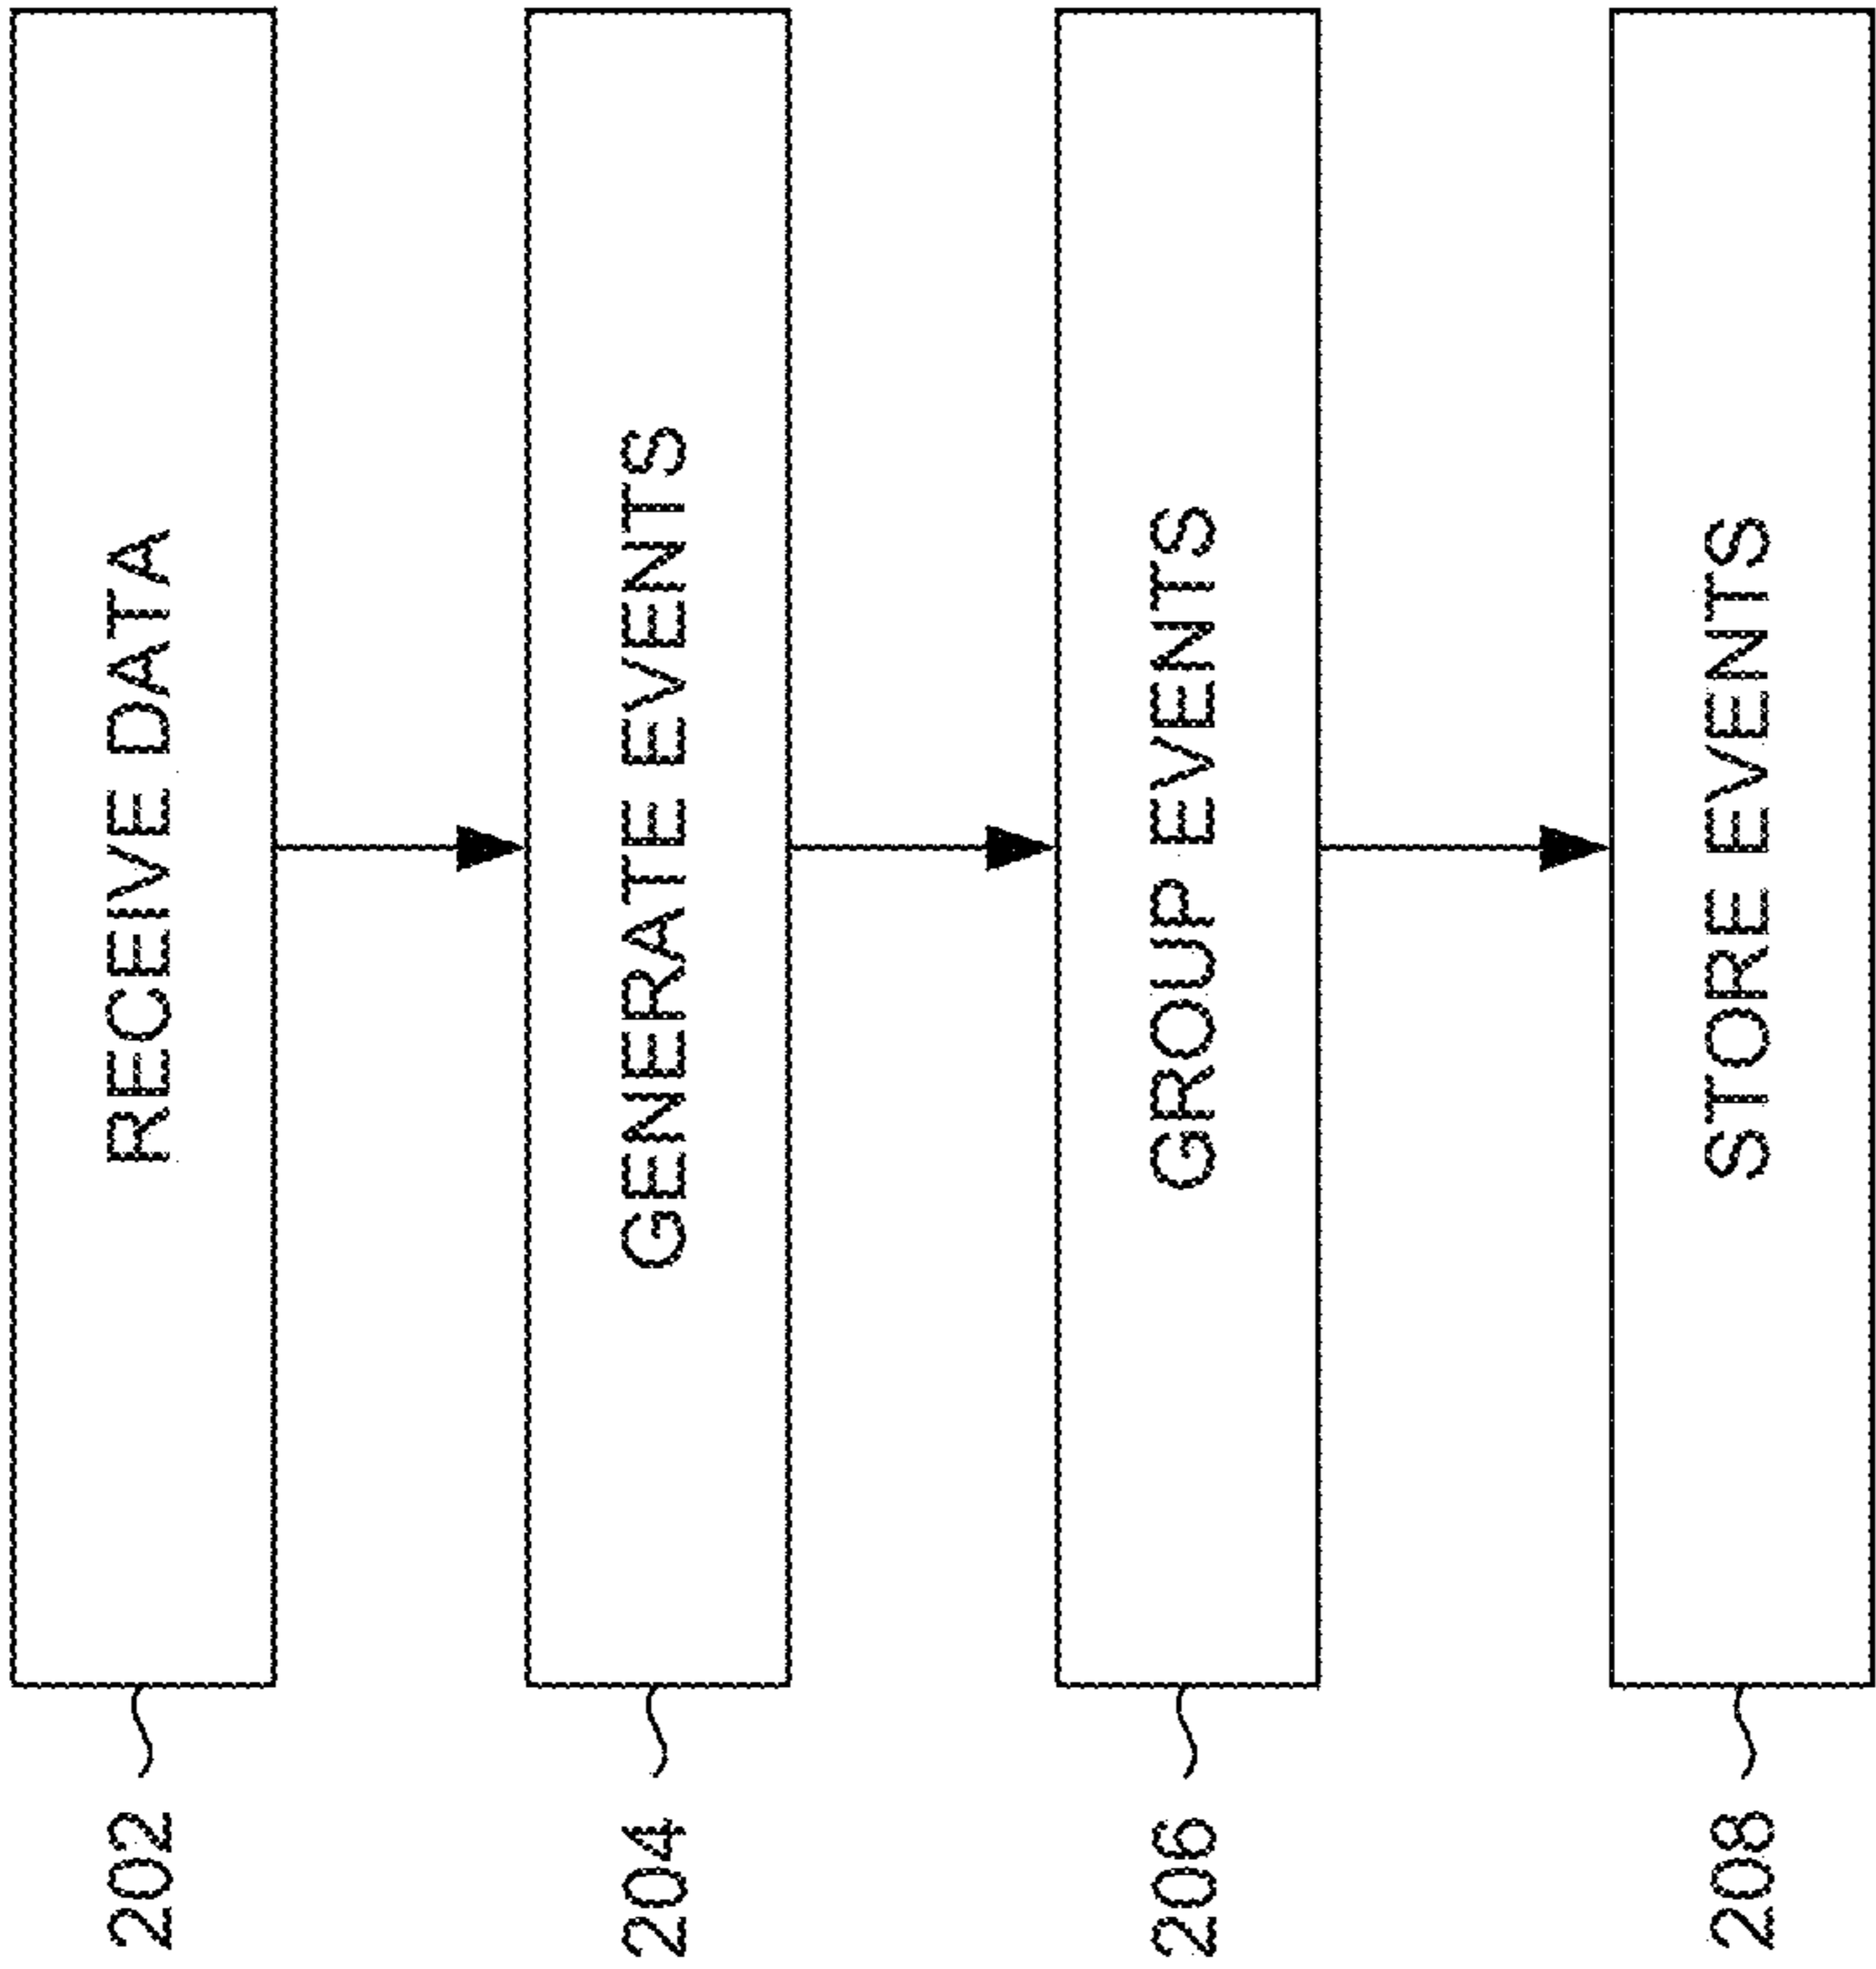 202 RECEIVE DATA
204 GENERATE EVENTS
206 GROUP EVENTS
208 STORE EVENTS